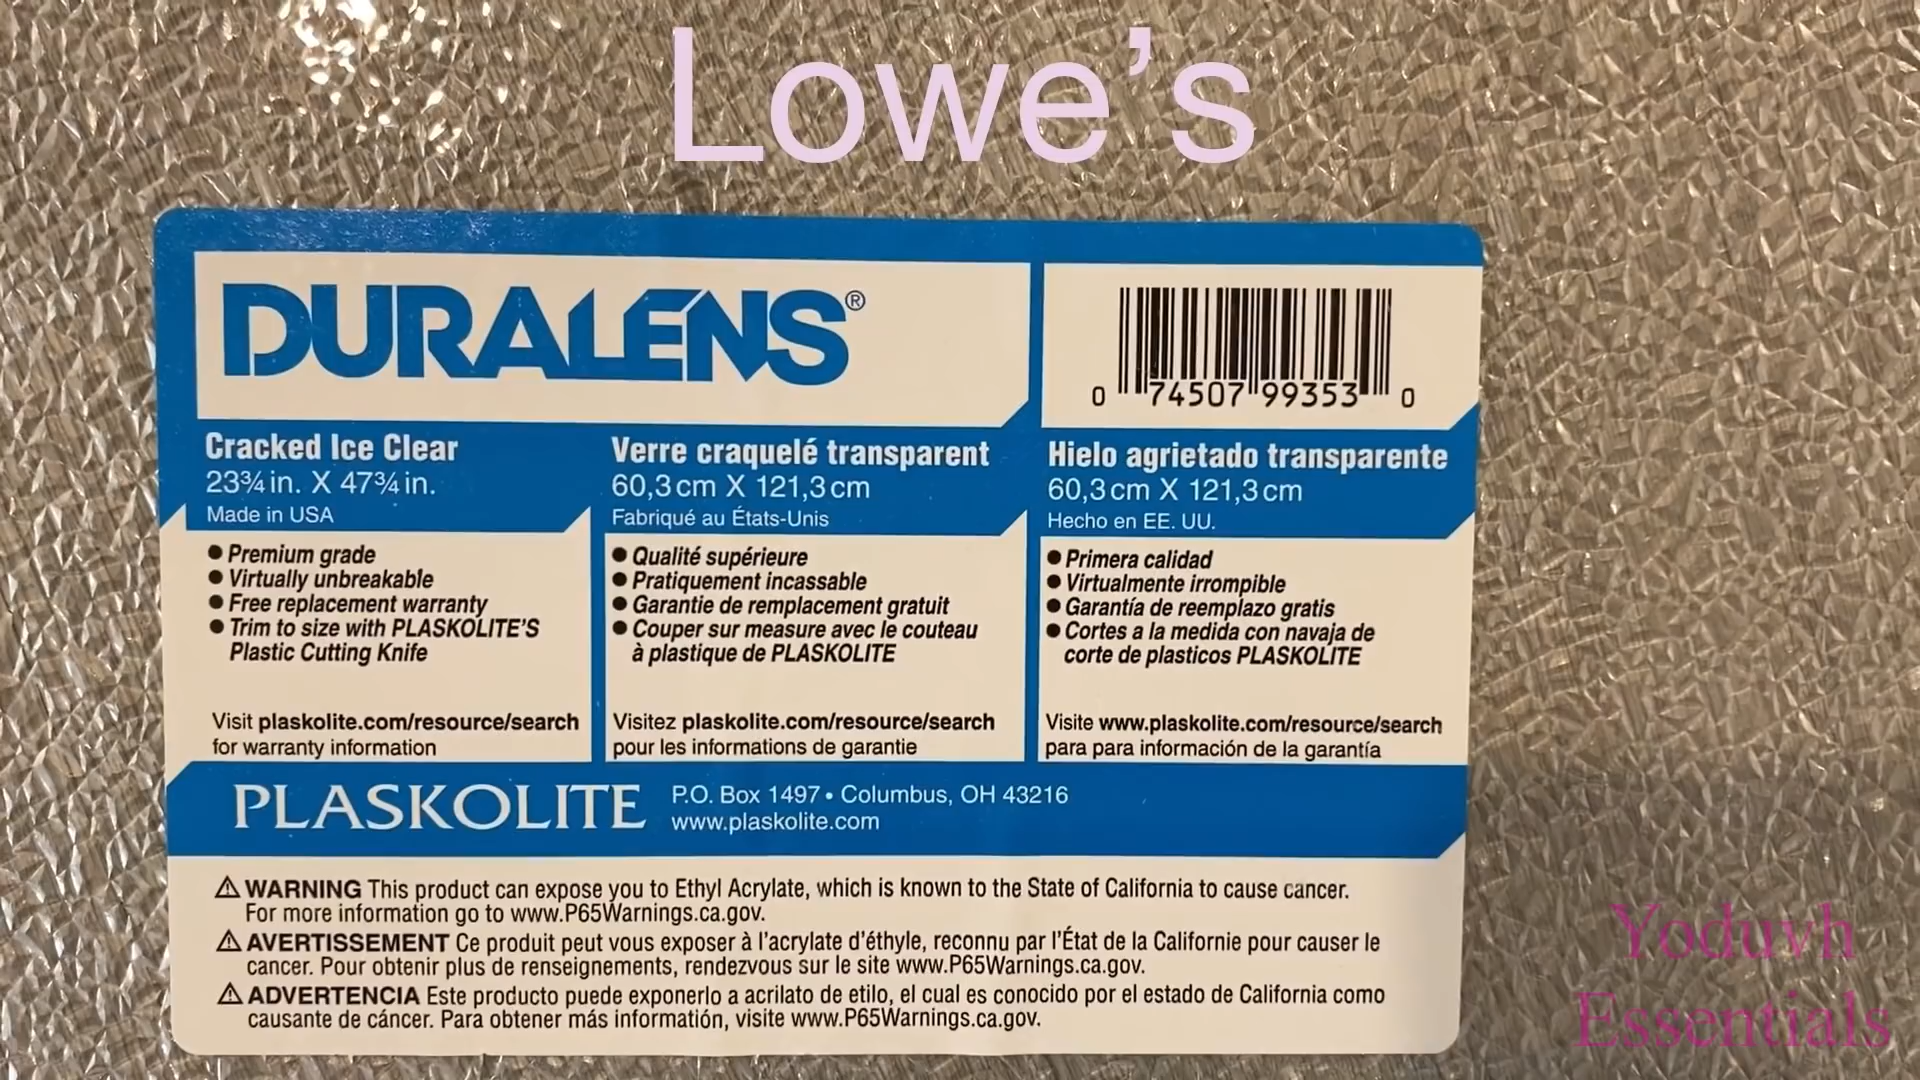 Lowe's
DURALENS®
0 74507 99353 0
Cracked Ice Clear
23¾ in. X 47¾ in.
Made in USA
● Premium grade
● Virtually unbreakable
● Free replacement warranty
● Trim to size with PLASKOLITE'S
Plastic Cutting Knife
Visit plaskolite.com/resource/search
for warranty information
Verre craquelé transparent
60,3 cm X 121,3 cm
Fabriqué au États-Unis
● Qualité supérieure
● Pratiquement incassable
● Garantie de remplacement gratuit
● Couper sur measure avec le couteau
à plastique de PLASKOLITE
Visitez plaskolite.com/resource/search
pour les informations de garantie
Hielo agrietado transparente
60,3 cm X 121,3 cm
Hecho en EE. UU.
● Primera calidad
● Virtualmente irrompible
● Garantía de reemplazo gratis
● Cortes a la medida con navaja de
corte de plasticos PLASKOLITE
Visite www.plaskolite.com/resource/search
para para información de la garantía
PLASKOLITE
P.O. Box 1497 • Columbus, OH 43216
www.plaskolite.com
⚠ WARNING This product can expose you to Ethyl Acrylate, which is known to the State of California to cause cancer.
For more information go to www.P65Warnings.ca.gov.
⚠ AVERTISSEMENT Ce produit peut vous exposer à l'acrylate d'éthyle, reconnu par l'État de la Californie pour causer le
cancer. Pour obtenir plus de renseignements, rendezvous sur le site www.P65Warnings.ca.gov.
⚠ ADVERTENCIA Este producto puede exponerlo a acrilato de etilo, el cual es conocido por el estado de California como
causante de cáncer. Para obtener más informatión, visite www.P65Warnings.ca.gov.
Yoduvh
Essentials